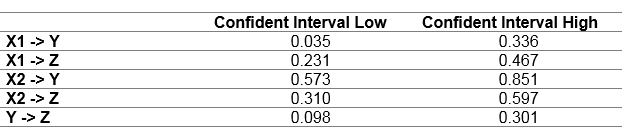 Confident Interval Low Confident Interval High
X1 -> Y 0.035 0.336
X1 -> Z 0.231 0.467
X2 -> Y 0.573 0.851
X2 -> Z 0.310 0.597
Y -> Z 0.098 0.301